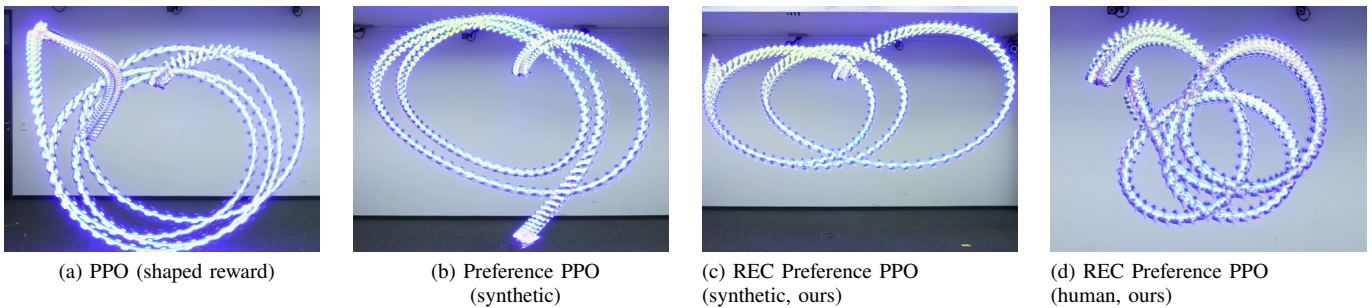 (a) PPO (shaped reward)
(b) Preference PPO
(synthetic)
(c) REC Preference PPO
(synthetic, ours)
(d) REC Preference PPO
(human, ours)